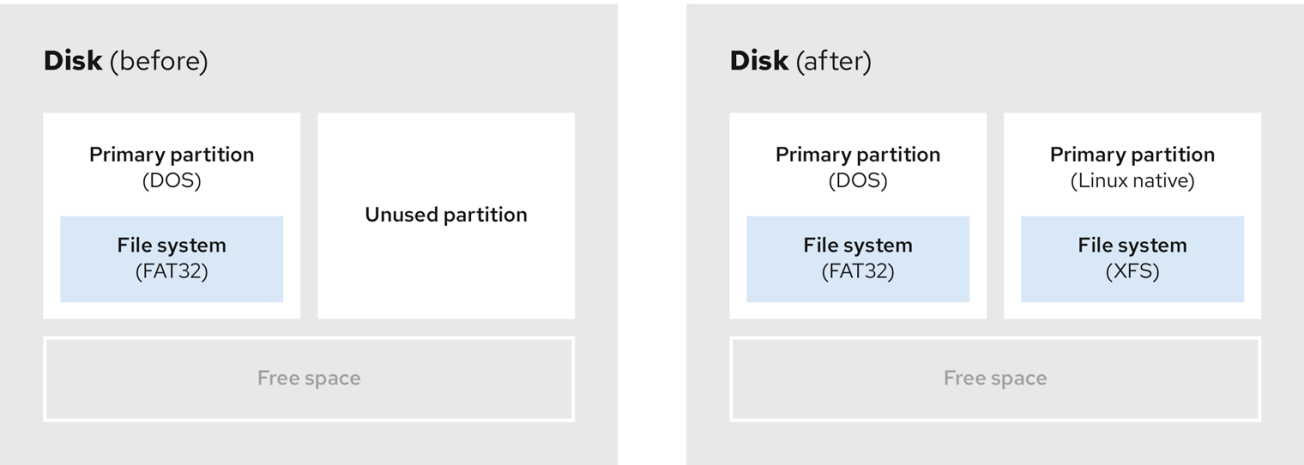 Disk (before)
Primary partition
(DOS)
File system
(FAT32)
Unused partition
Free space
Disk (after)
Primary partition
(DOS)
File system
(FAT32)
Primary partition
(Linux native)
File system
(XFS)
Free space